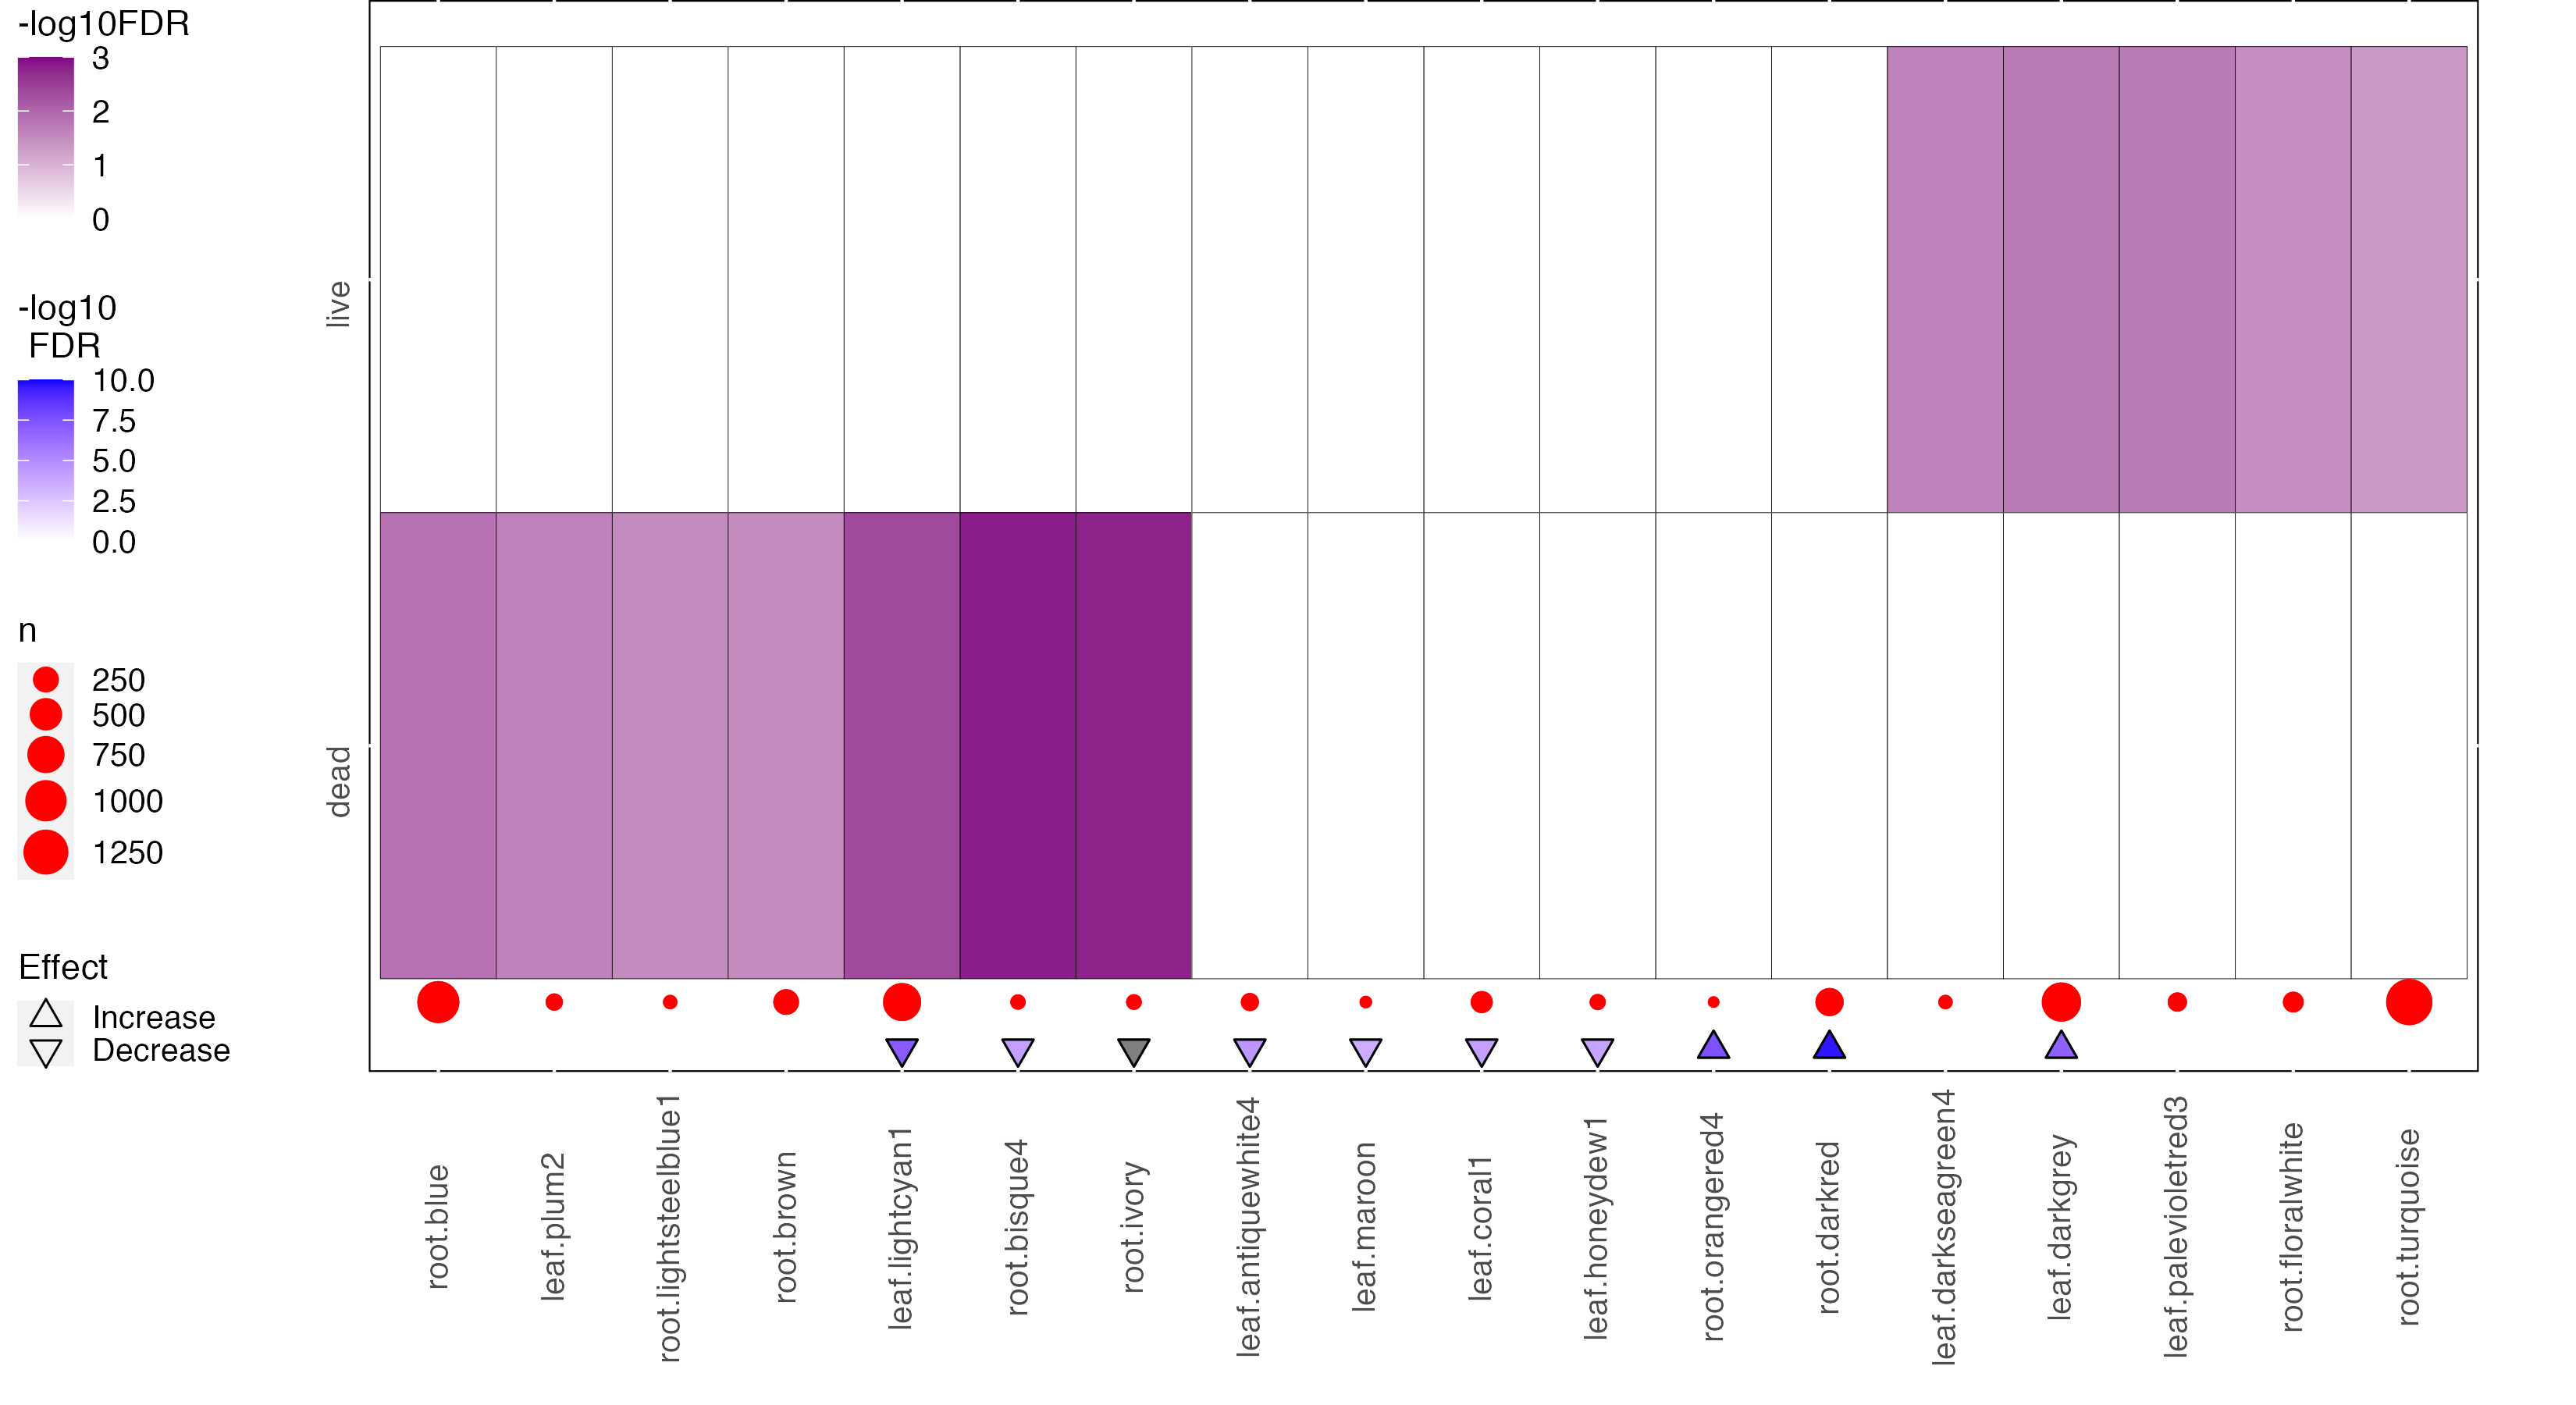 -log10FDR
3
2
1
0
-log10
FDR
10.0
7.5
5.0
2.5
0.0
n
250
500
750
1000
1250
Effect
Increase
Decrease
live
dead
root.blue
leaf.plum2
root.lightsteelblue1
root.brown
leaf.lightcyan1
root.bisque4
root.ivory
leaf.antiquewhite4
leaf.maroon
leaf.coral1
leaf.honeydew1
root.orangered4
root.darkred
leaf.darkseagreen4
leaf.darkgrey
leaf.palevioletred3
root.floralwhite
root.turquoise